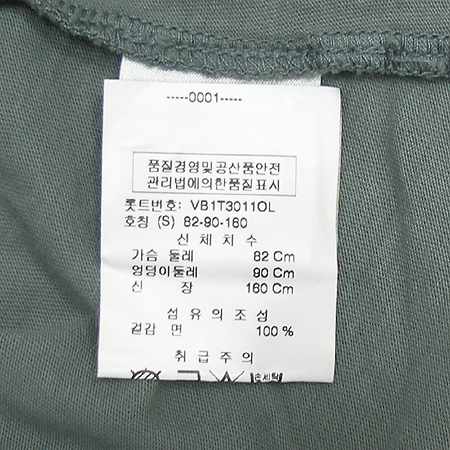 -----0001-----
품질경영및공산품안전
관리법에의한품질표시
롯트번호: VB1T3011OL
호칭 (S) 82-90-160
신 체 치 수
가슴 둘레 82 Cm
엉덩이둘레 90 Cm
신 장 160 Cm
섬 유 의 조 성
겉감 면 100 %
취 급 주 의
손세탁